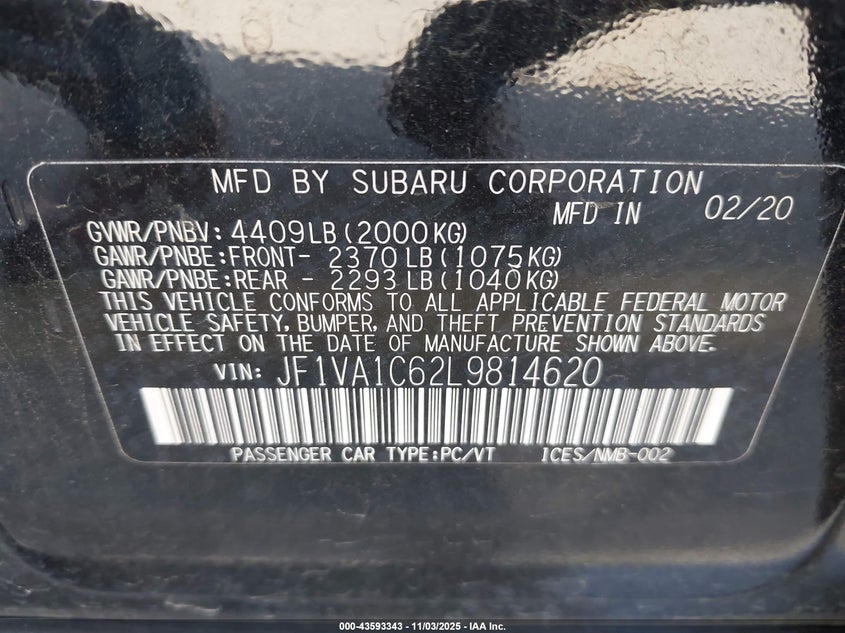 MFD BY SUBARU CORPORATION
MFD IN 02/20
GVWR/PNBV: 4409LB(2000KG)
GAWR/PNBE:FRONT- 2370LB(1075KG)
GAWR/PNBE:REAR - 2293LB(1040KG)
THIS VEHICLE CONFORMS TO ALL APPLICABLE FEDERAL MOTOR
VEHICLE SAFETY, BUMPER, AND THEFT PREVENTION STANDARDS
IN EFFECT ON THE DATE OF MANUFACTURE SHOWN ABOVE.
VIN: JF1VA1C62L9814620
PASSENGER CAR TYPE:PC/VT ICES/NMB-002
000-43593343 - 11/03/2025 - IAA Inc.